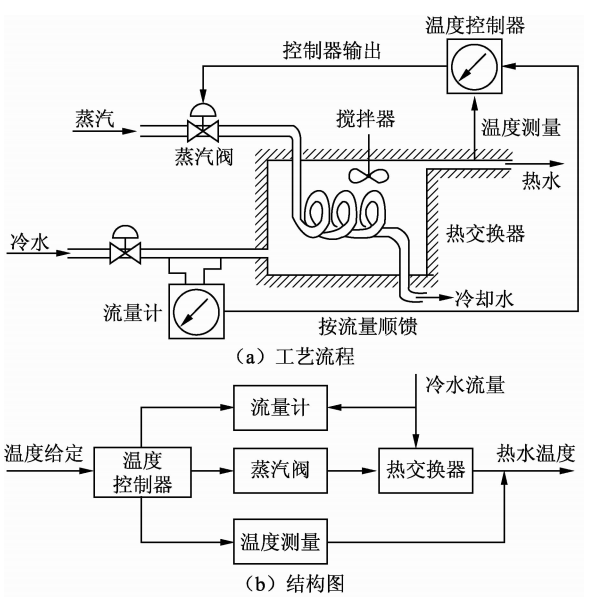 温度控制器
控制器输出
蒸汽
搅拌器
温度测量
蒸汽阀
热水
冷水
热交换器
流量计
冷却水
按流量顺馈
（a）工艺流程
冷水流量
流量计
温度给定
温度
控制器
蒸汽阀
热交换器
热水温度
温度测量
（b）结构图